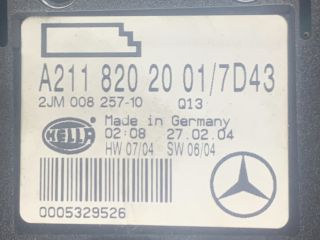 A211 820 20 01/7D43
2JM 008 257-10 Q13
HELLA
Made in Germany
02:08 27.02.04
HW 07/04 SW 06/04
0005329526